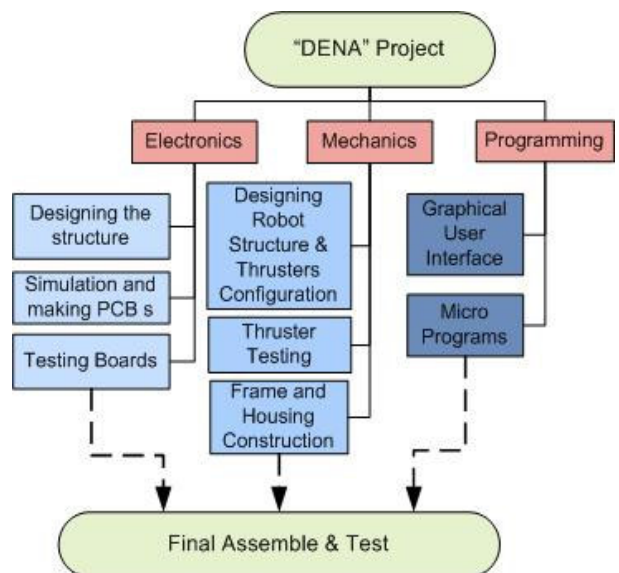 “DENA” Project
Electronics
Mechanics
Programming
Designing the
structure
Simulation and
making PCB s
Testing Boards
Designing
Robot
Structure &
Thrusters
Configuration
Thruster
Testing
Frame and
Housing
Construction
Graphical
User
Interface
Micro
Programs
Final Assemble & Test